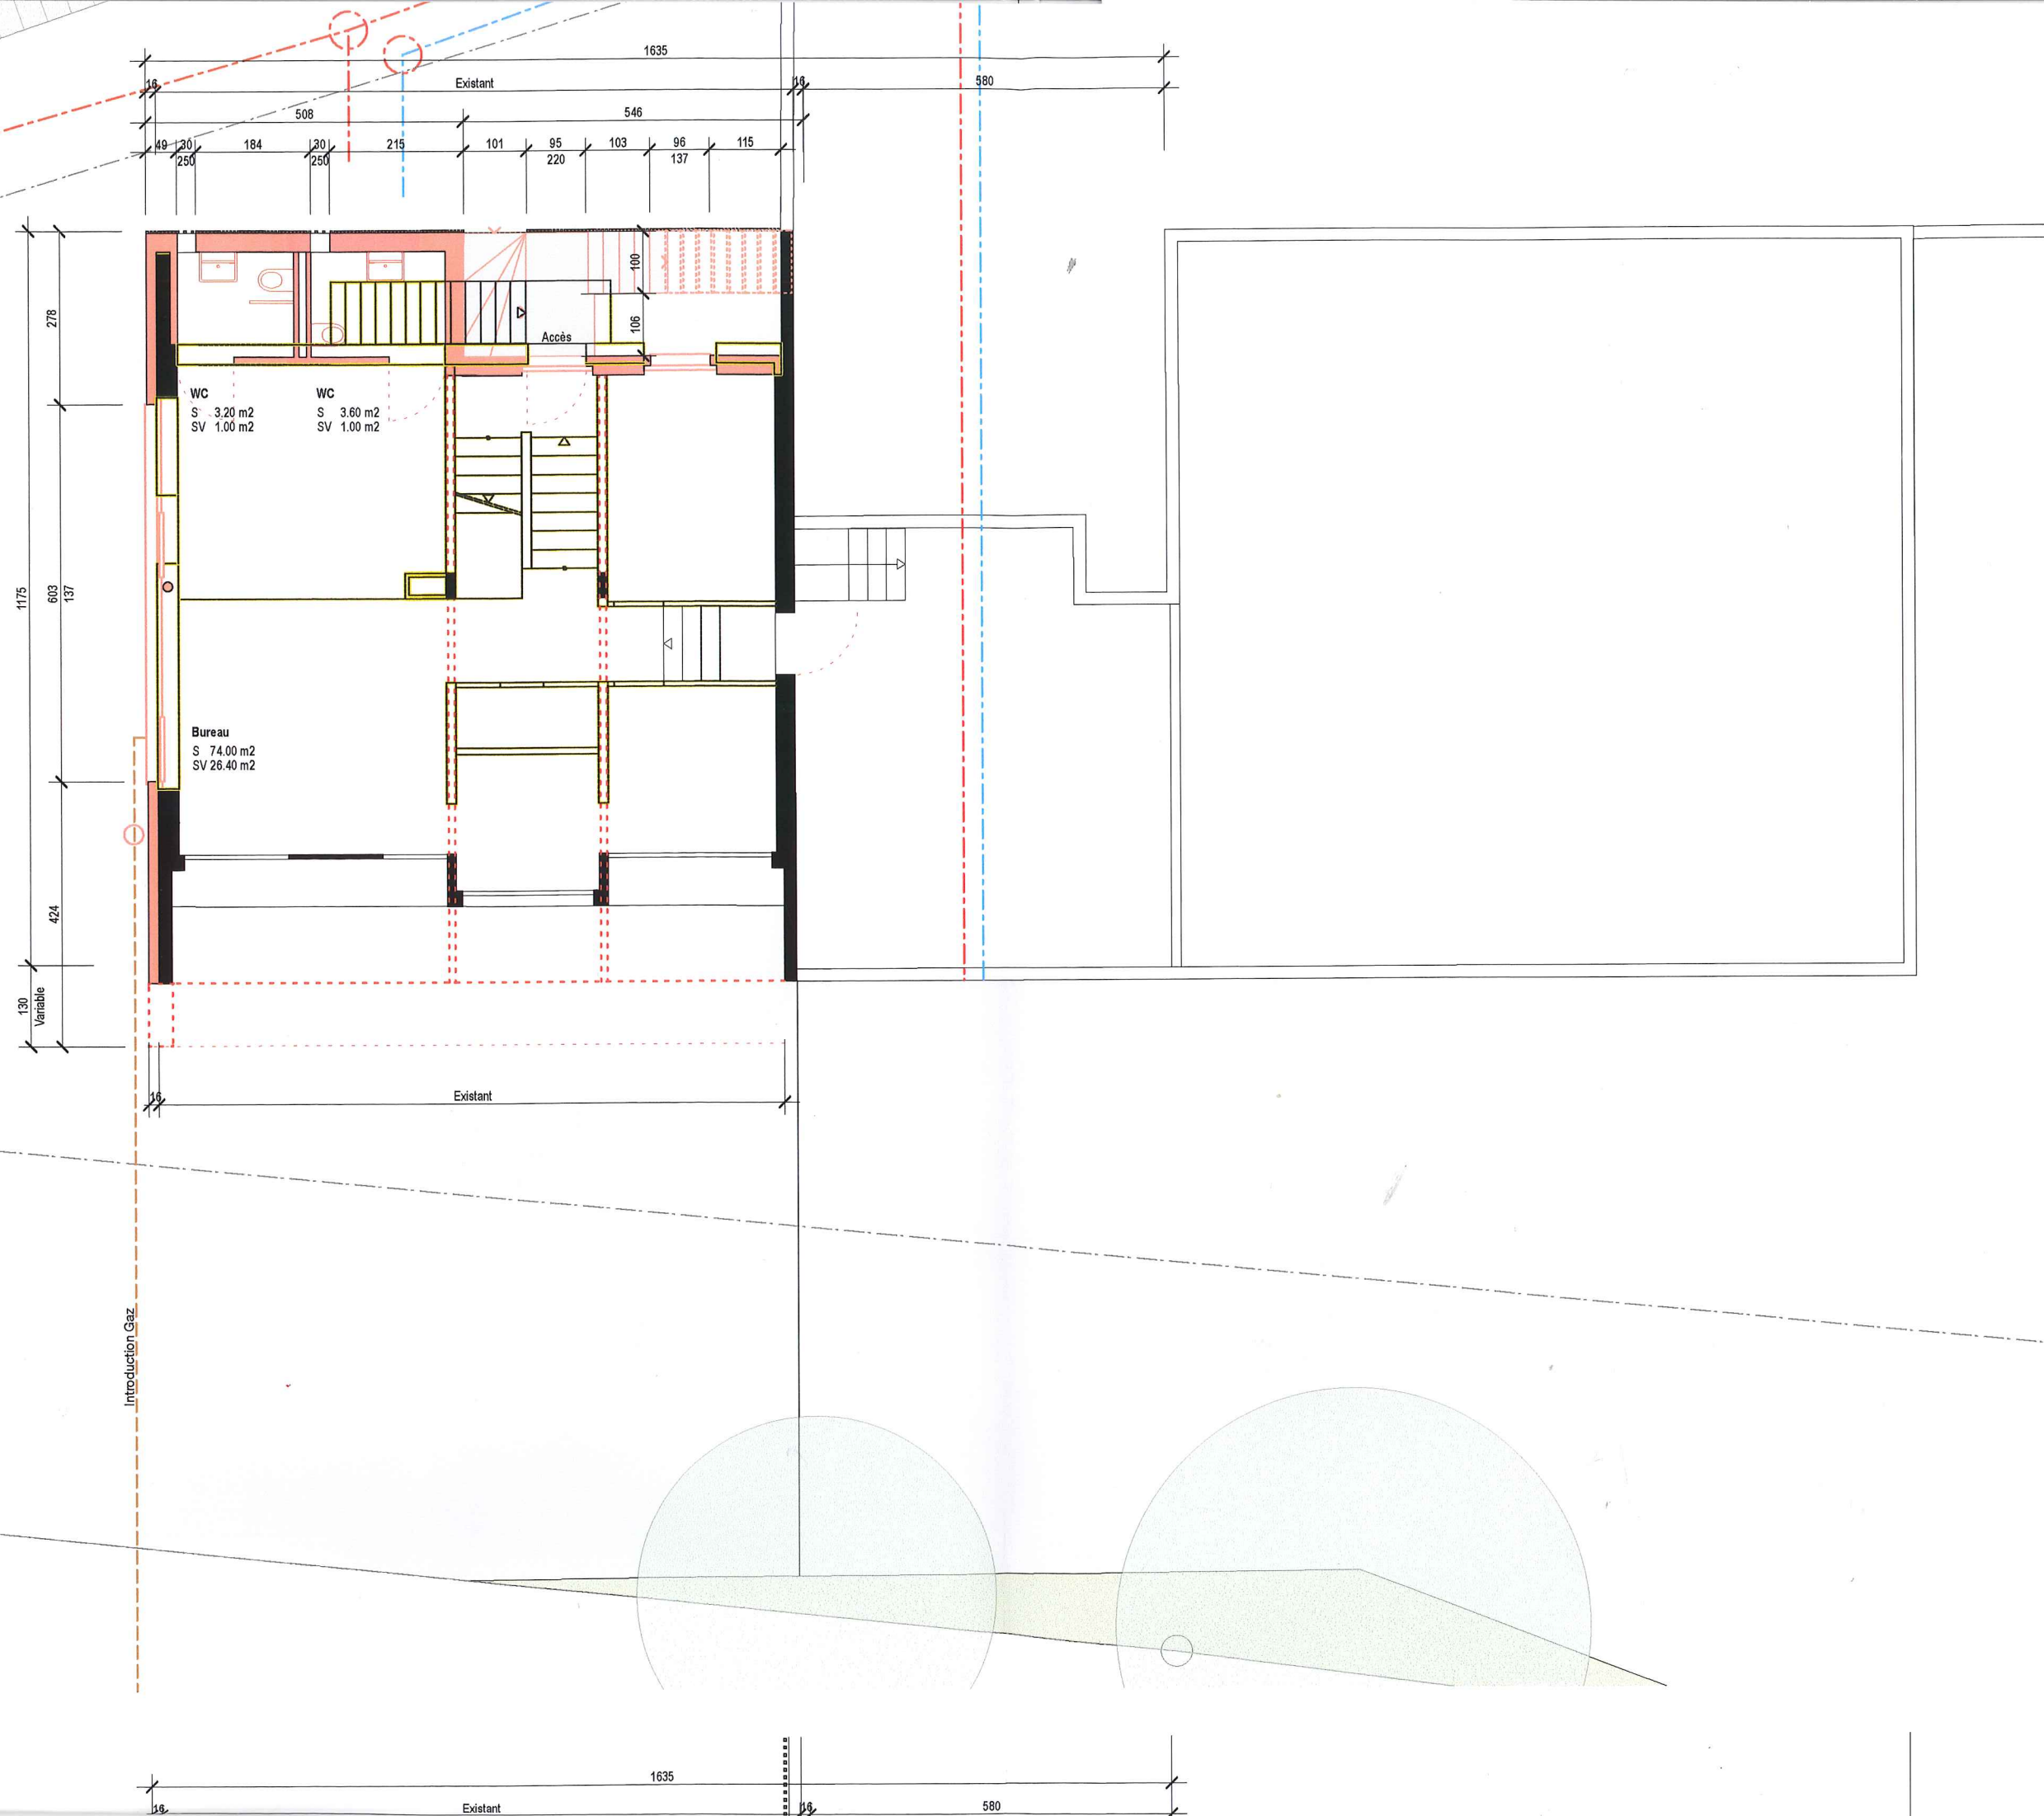 1635
16
Existant
16
580
508
546
49
30
184
30
215
101
95
103
96
115
250
250
220
137
278
100
106
Accès
WC
S 3.20 m2
SV 1.00 m2
WC
S 3.60 m2
SV 1.00 m2
1175
603
137
Bureau
S 74.00 m2
SV 26.40 m2
424
130
Variable
16
Existant
Introduction Gaz
1635
16
Existant
16
580